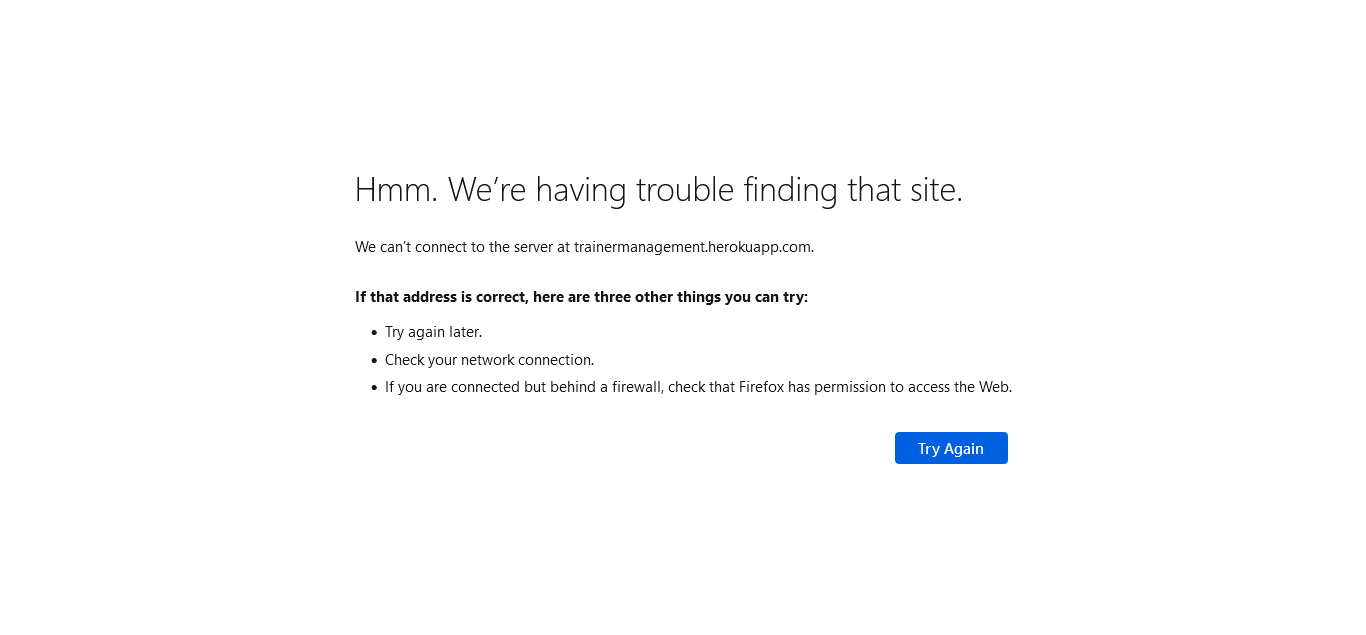 Hmm. We’re having trouble finding that site.
We can’t connect to the server at trainermanagement.herokuapp.com.
If that address is correct, here are three other things you can try:
• Try again later.
• Check your network connection.
• If you are connected but behind a firewall, check that Firefox has permission to access the Web.
Try Again